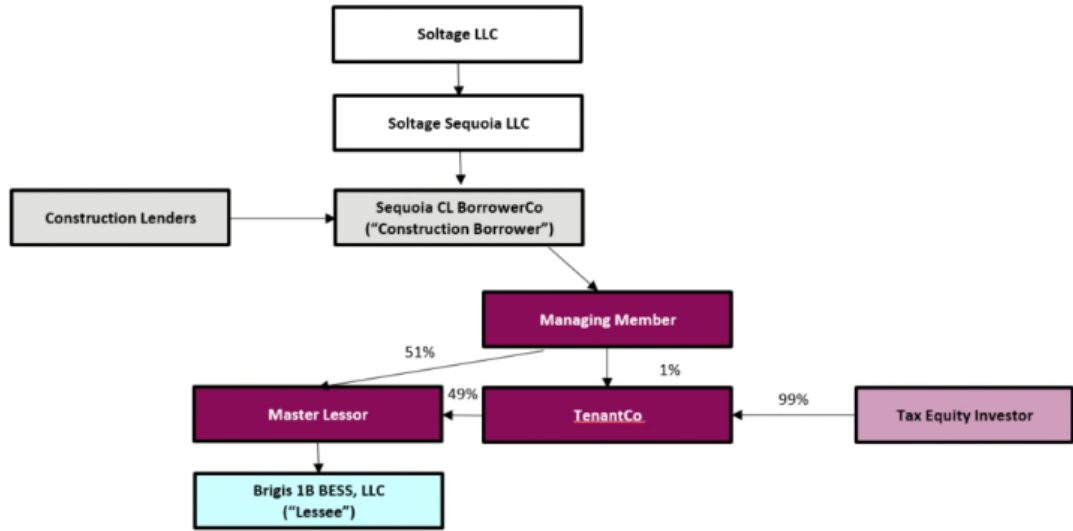 Soltage LLC
Soltage Sequoia LLC
Construction Lenders
Sequoia CL BorrowerCo
(“Construction Borrower”)
Managing Member
51%
1%
Master Lessor
49%
TenantCo
99%
Tax Equity Investor
Brigis 1B BESS, LLC
(“Lessee”)